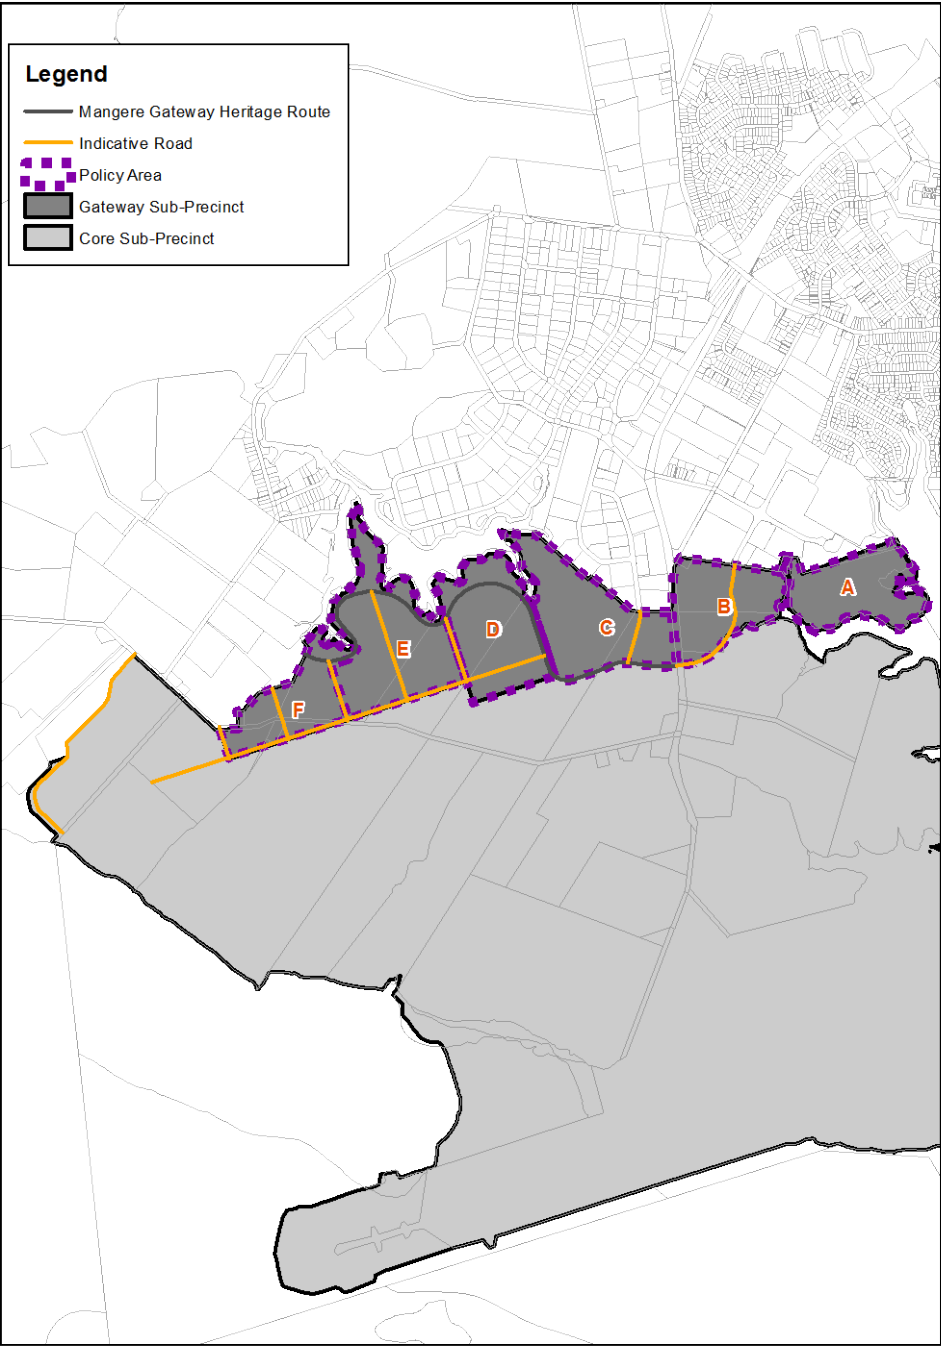 Legend
Mangere Gateway Heritage Route
Indicative Road
Policy Area
Gateway Sub-Precinct
Core Sub-Precinct
A
B
C
D
E
F